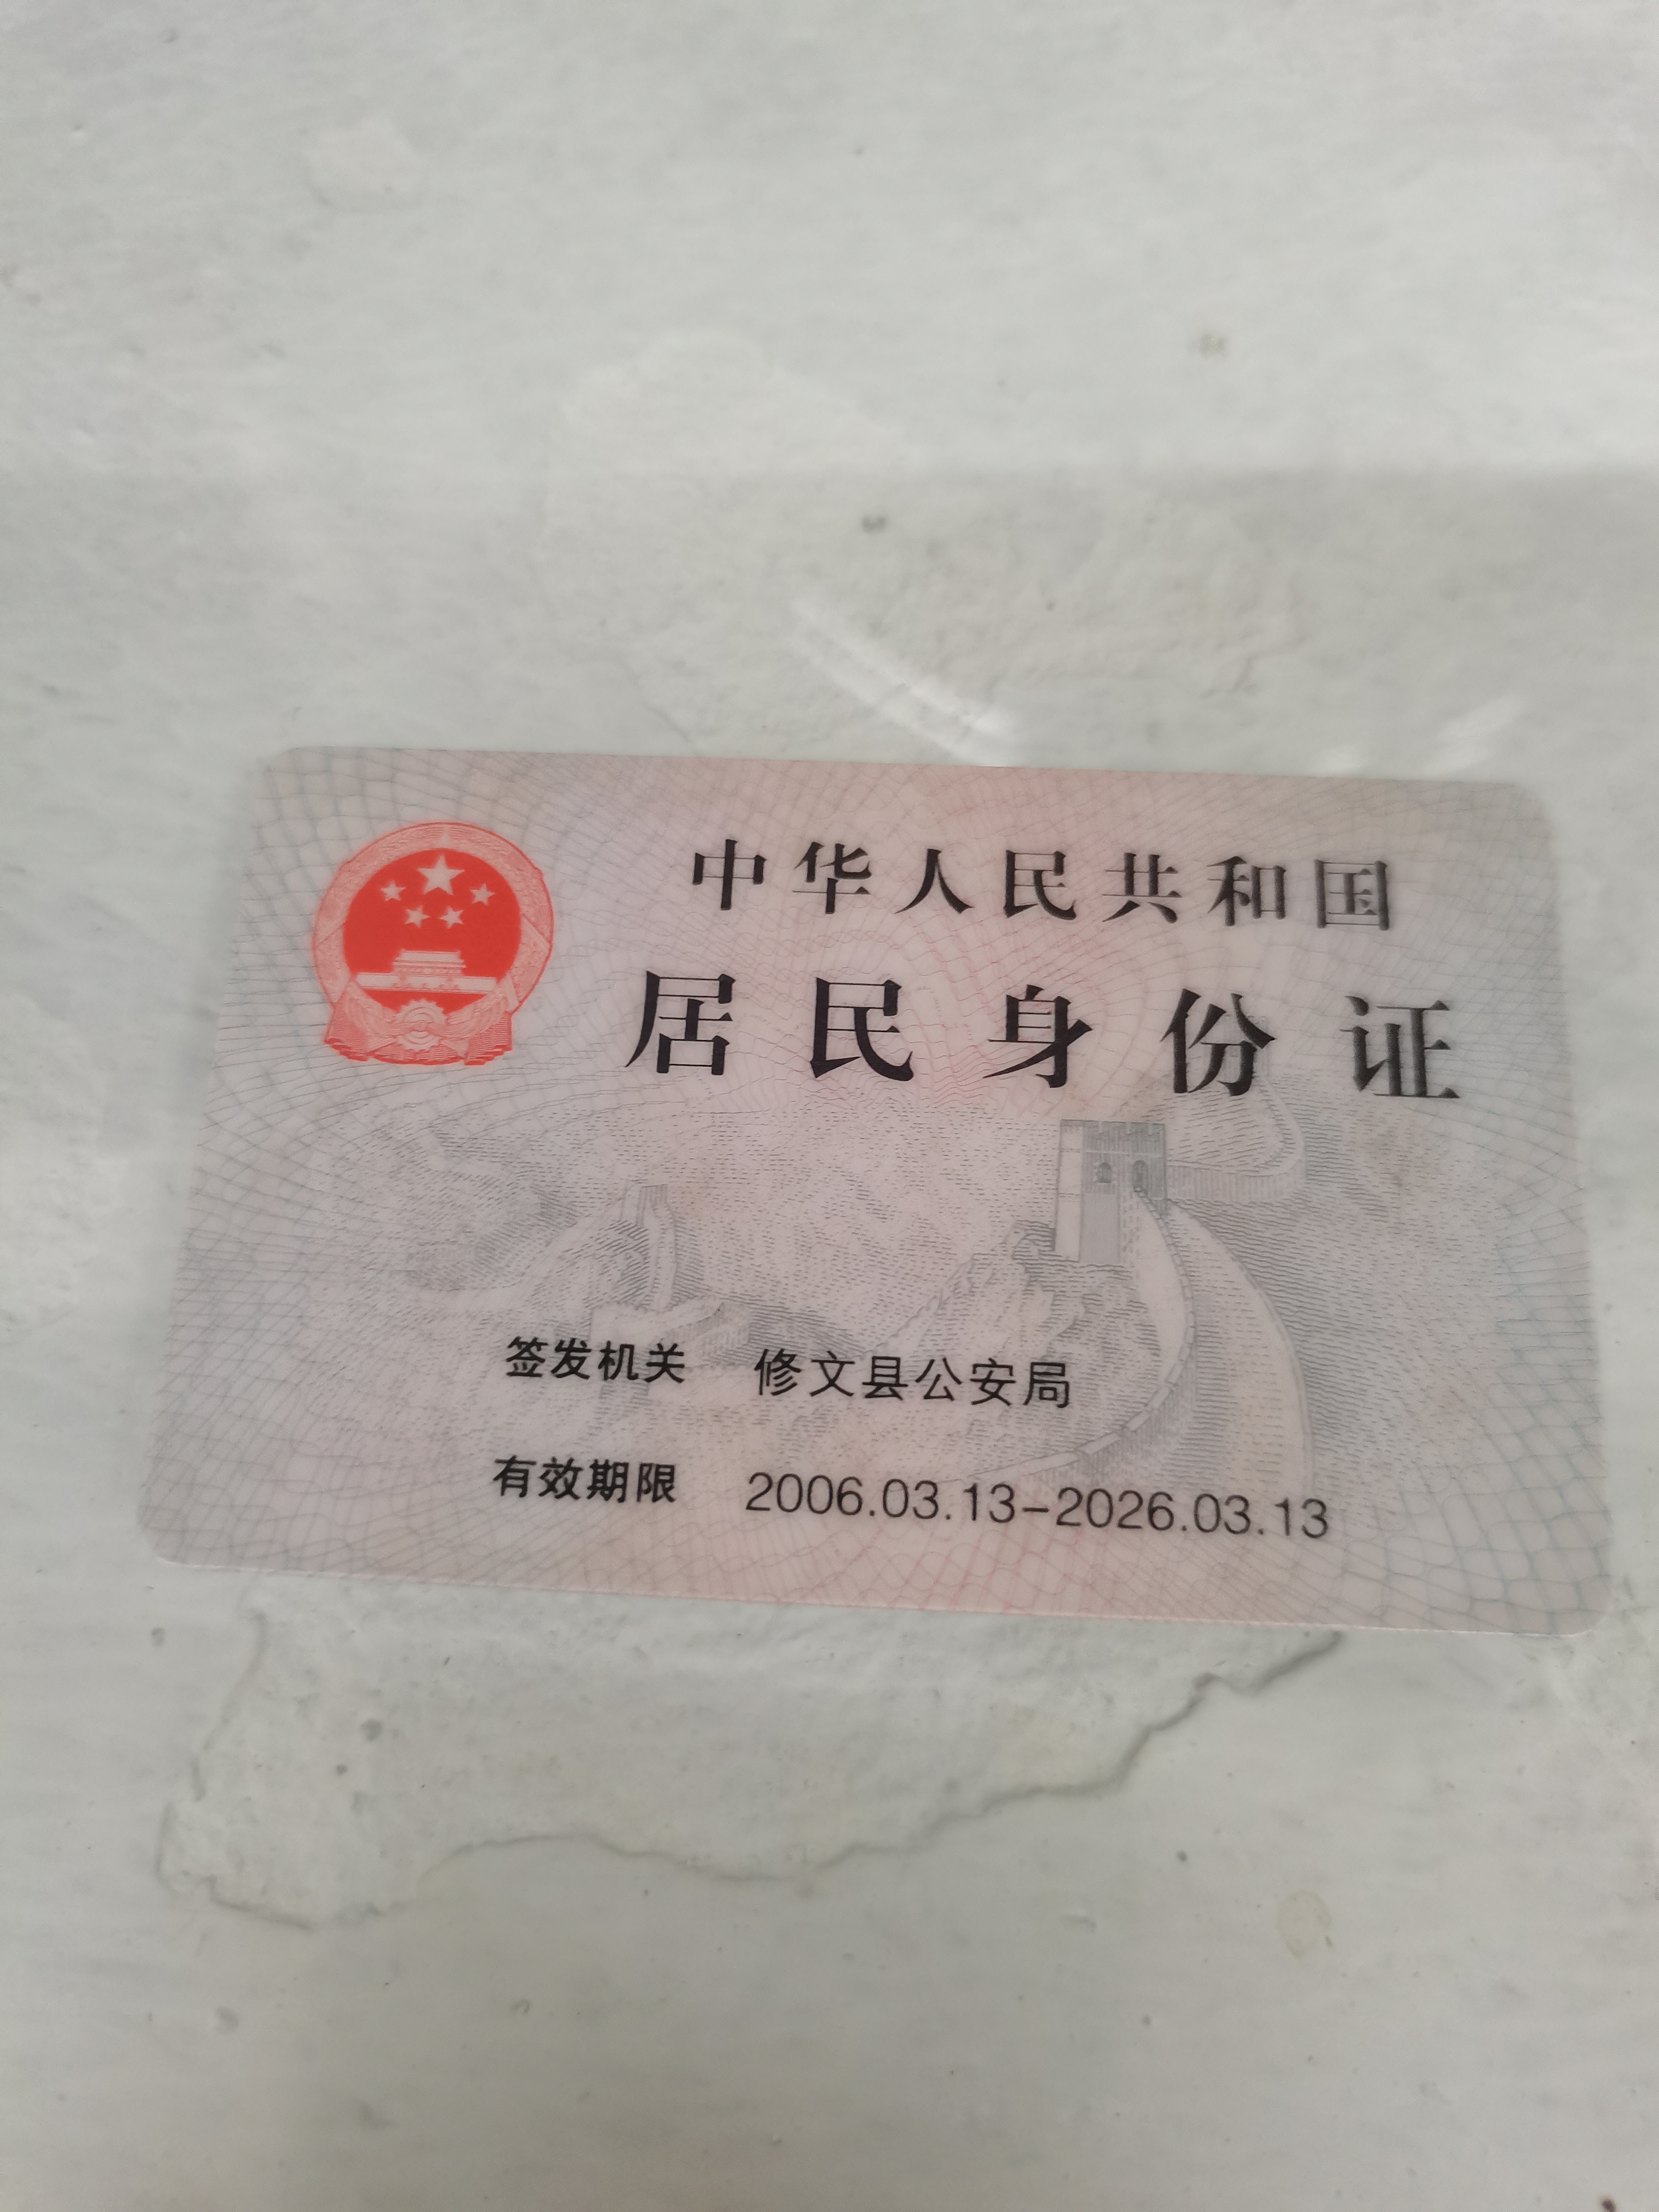 中华人民共和国
居民身份证
签发机关 修文县公安局
有效期限 2006.03.13-2026.03.13